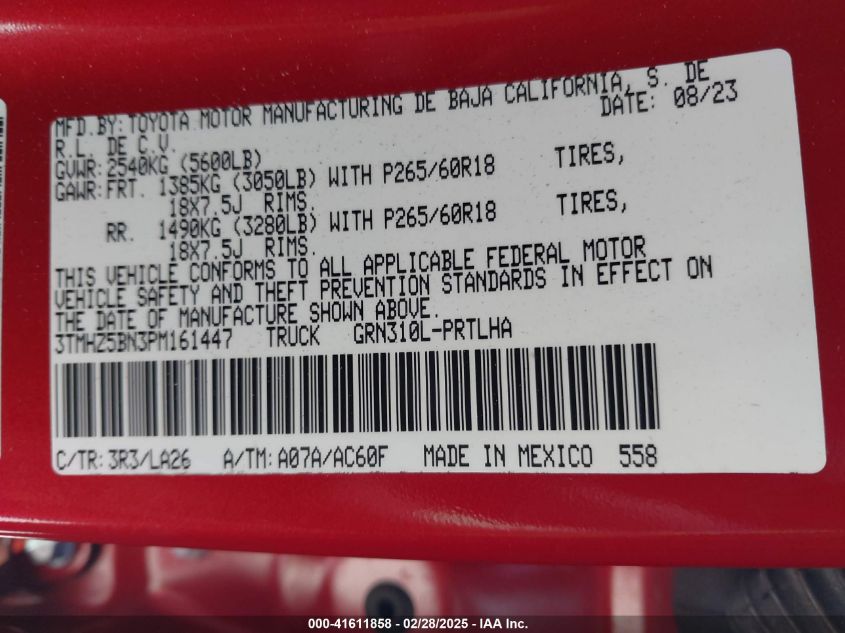 MFD.BY: TOYOTA MOTOR MANUFACTURING DE BAJA CALIFORNIA, S. DE
R.L. DE C.V. DATE: 08/23
GVWR: 2540KG (5600LB)
GAWR: FRT. 1385KG (3050LB) WITH P265/60R18 TIRES,
18X7.5J RIMS.
RR. 1490KG (3280LB) WITH P265/60R18 TIRES,
18X7.5J RIMS.
THIS VEHICLE CONFORMS TO ALL APPLICABLE FEDERAL MOTOR
VEHICLE SAFETY AND THEFT PREVENTION STANDARDS IN EFFECT ON
THE DATE OF MANUFACTURE SHOWN ABOVE.
3TMHZ5BN3PM161447 TRUCK GRN310L-PRTLHA
C/TR: 3R3/LA26 A/TM: A07A/AC60F MADE IN MEXICO 558
000-41611858 - 02/28/2025 - IAA Inc.